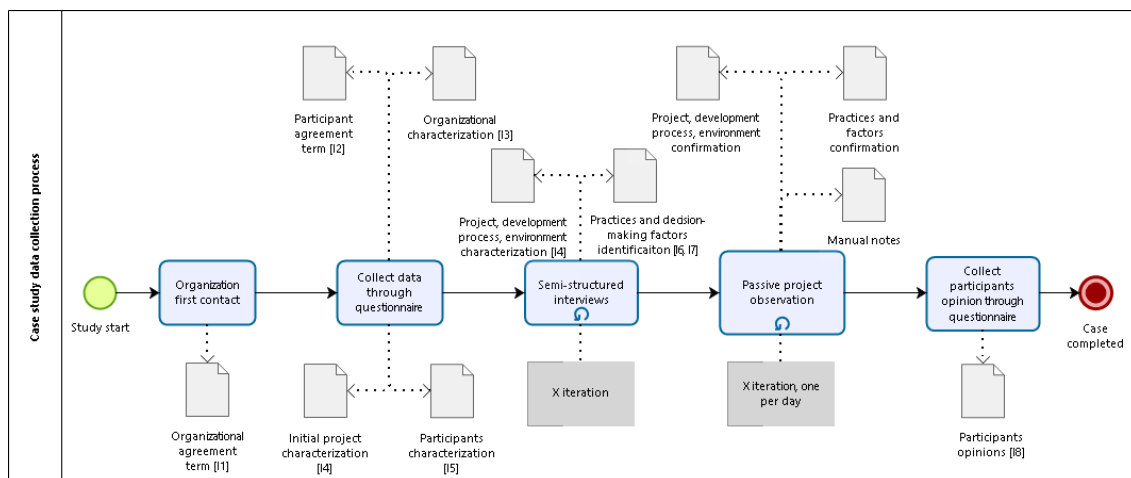 Case study data collection process
Study start
Organization
first contact
Organizational
agreement
term [I1]
Participant
agreement
term [I2]
Organizational
characterization [I3]
Collect data
through
questionnaire
Initial project
characterization
[I4]
Participants
characterization
[I5]
Project, development
process, environment
characterization [I4]
Practices and decision-
making factors
identificaiton [I6, I7]
Semi-structured
interviews
X iteration
Project, development
process, environment
confirmation
Practices and
factors
confirmation
Manual notes
Passive project
observation
X iteration, one
per day
Collect
participants
opinion through
questionnaire
Participants
opinions [I8]
Case
completed